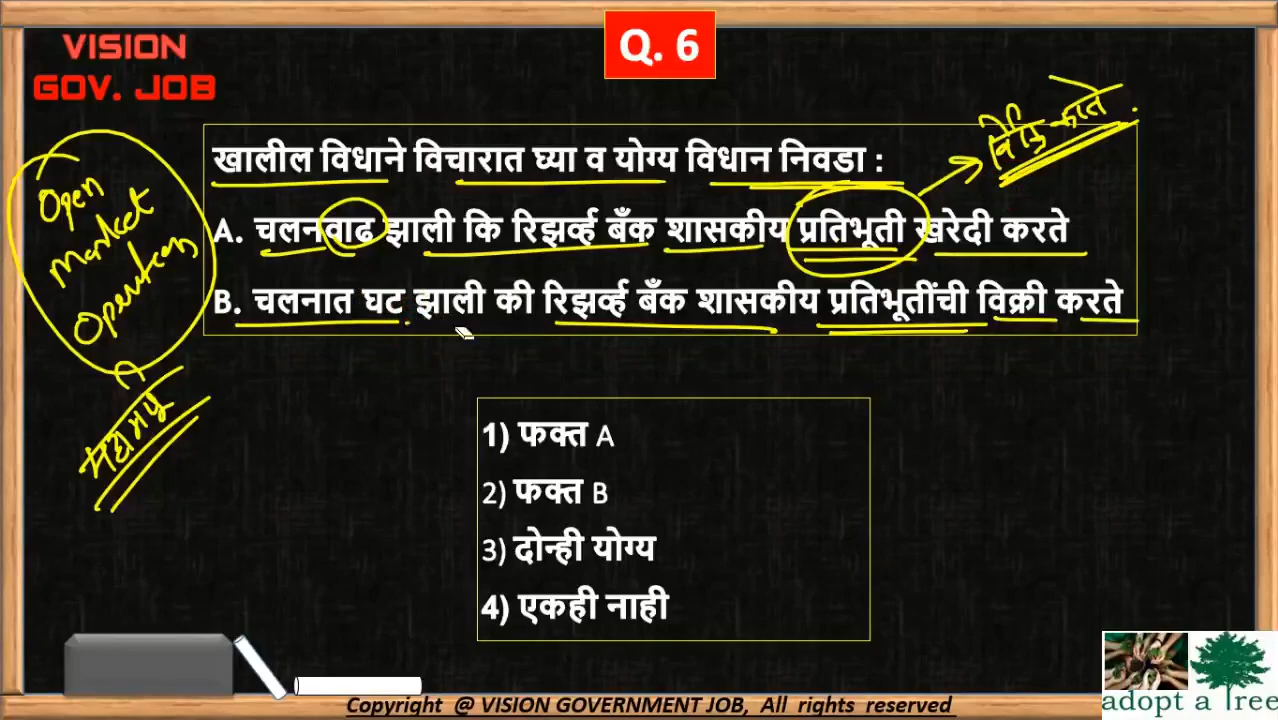 VISION
GOV. JOB
Q. 6
खालील विधाने विचारात घ्या व योग्य विधान निवडा :
A. चलनवाढ झाली कि रिझर्व्ह बँक शासकीय प्रतिभूती खरेदी करते
B. चलनात घट झाली की रिझर्व्ह बँक शासकीय प्रतिभूतींची विक्री करते
Open
Market
Operations
करते
1) फक्त A
2) फक्त B
3) दोन्ही योग्य
4) एकही नाही
adopt a Tree
Copyright @ VISION GOVERNMENT JOB, All rights reserved